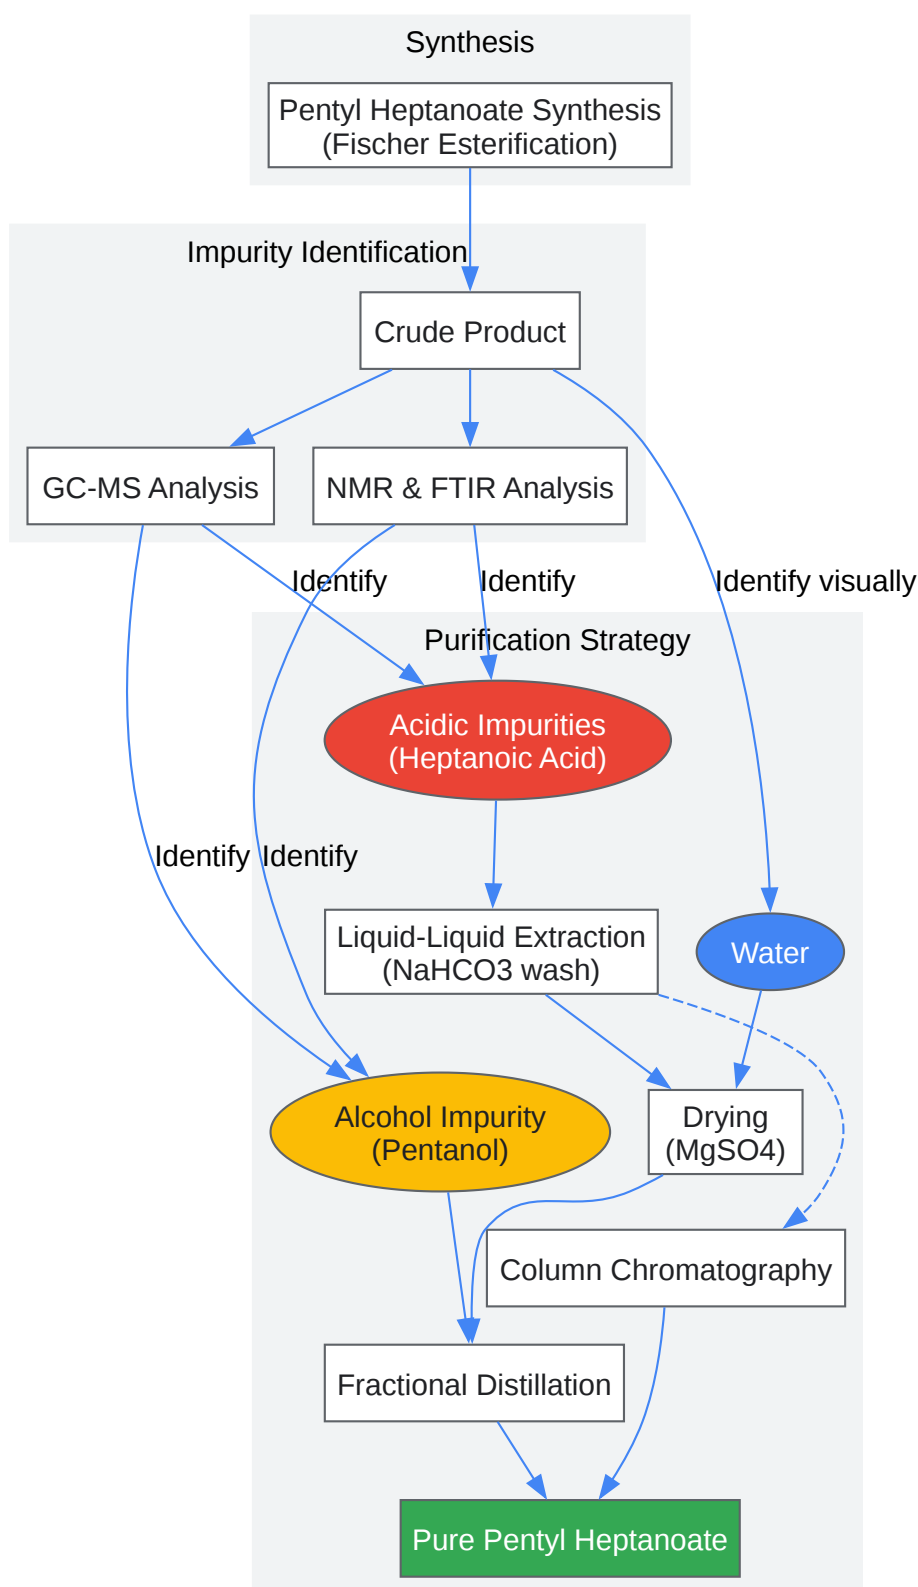 Synthesis
Pentyl Heptanoate Synthesis
(Fischer Esterification)
Impurity Identification
Crude Product
GC-MS Analysis
NMR & FTIR Analysis
Identify
Identify
Identify visually
Purification Strategy
Acidic Impurities
(Heptanoic Acid)
Identify
Identify
Liquid-Liquid Extraction
(NaHCO3 wash)
Water
Alcohol Impurity
(Pentanol)
Drying
(MgSO4)
Column Chromatography
Fractional Distillation
Pure Pentyl Heptanoate